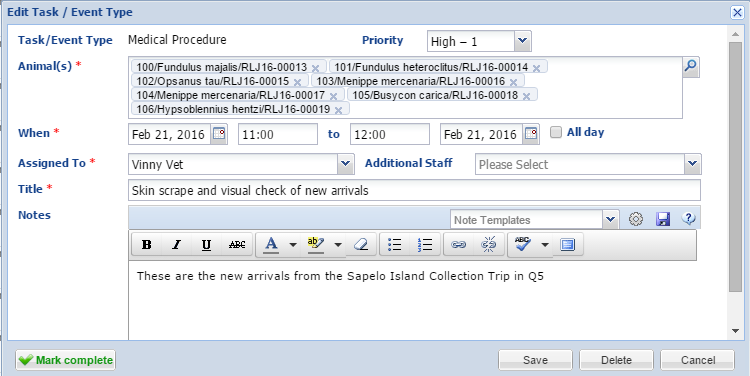 Edit Task / Event Type
Task/Event Type Medical Procedure Priority High – 1
Animal(s) * 100/Fundulus majalis/RLJ16-00013 101/Fundulus heteroclitus/RLJ16-00014
102/Opsanus tau/RLJ16-00015 103/Menippe mercenaria/RLJ16-00016
104/Menippe mercenaria/RLJ16-00017 105/Busycon carica/RLJ16-00018
106/Hypsoblennius hentzi/RLJ16-00019
When * Feb 21, 2016 11:00 to 12:00 Feb 21, 2016 All day
Assigned To * Vinny Vet Additional Staff Please Select
Title * Skin scrape and visual check of new arrivals
Notes Note Templates
B I U ABC A ab ABC
These are the new arrivals from the Sapelo Island Collection Trip in Q5
Mark complete Save Delete Cancel